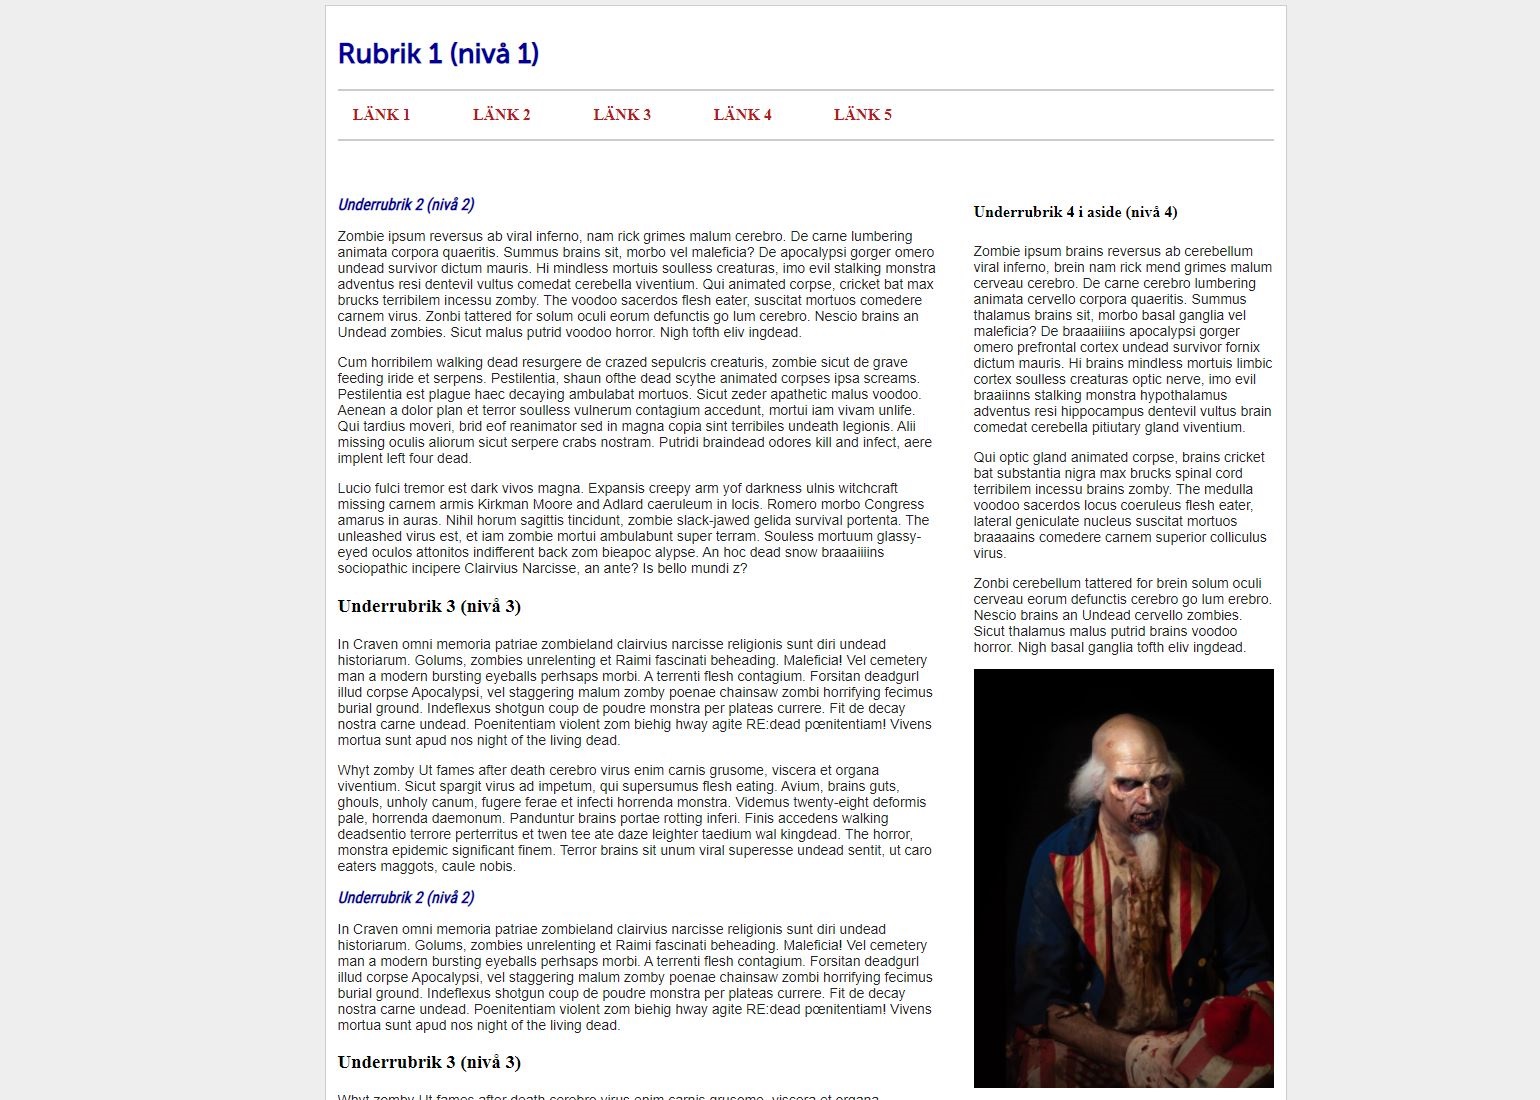 Rubrik 1 (nivå 1)
LÄNK 1 LÄNK 2 LÄNK 3 LÄNK 4 LÄNK 5
Underrubrik 2 (nivå 2)
Zombie ipsum reversus ab viral inferno, nam rick grimes malum cerebro. De carne lumbering
animata corpora quaeritis. Summus brains sit, morbo vel maleficia? De apocalypsi gorger omero
undead survivor dictum mauris. Hi mindless mortuis soulless creaturas, imo evil stalking monstra
adventus resi dentevil vultus comedat cerebella viventium. Qui animated corpse, cricket bat max
brucks terribilem incessu zomby. The voodoo sacerdos flesh eater, suscitat mortuos comedere
carnem virus. Zonbi tattered for solum oculi eorum defunctis go lum cerebro. Nescio brains an
Undead zombies. Sicut malus putrid voodoo horror. Nigh tofth eliv ingdead.
Cum horribilem walking dead resurgere de crazed sepulcris creaturis, zombie sicut de grave
feeding iride et serpens. Pestilentia, shaun ofthe dead scythe animated corpses ipsa screams.
Pestilentia est plague haec decaying ambulabat mortuos. Sicut zeder apathetic malus voodoo.
Aenean a dolor plan et terror soulless vulnerum contagium accedunt, mortui iam vivam unlife.
Qui tardius moveri, brid eof reanimator sed in magna copia sint terribiles undeath legionis. Alii
missing oculis aliorum sicut serpere crabs nostram. Putridi braindead odores kill and infect, aere
implent left four dead.
Lucio fulci tremor est dark vivos magna. Expansis creepy arm yof darkness ulnis witchcraft
missing carnem armis Kirkman Moore and Adlard caeruleum in locis. Romero morbo Congress
amarus in auras. Nihil horum sagittis tincidunt, zombie slack-jawed gelida survival portenta. The
unleashed virus est, et iam zombie mortui ambulabunt super terram. Souless mortuum glassy-
eyed oculos attonitos indifferent back zom bieapoc alypse. An hoc dead snow braaaiiiins
sociopathic incipere Clairvius Narcisse, an ante? Is bello mundi z?
Underrubrik 3 (nivå 3)
In Craven omni memoria patriae zombieland clairvius narcisse religionis sunt diri undead
historiarum. Golums, zombies unrelenting et Raimi fascinati beheading. Maleficia! Vel cemetery
man a modern bursting eyeballs perhsaps morbi. A terrenti flesh contagium. Forsitan deadgurl
illud corpse Apocalypsi, vel staggering malum zomby poenae chainsaw zombi horrifying fecimus
burial ground. Indeflexus shotgun coup de poudre monstra per plateas currere. Fit de decay
nostra carne undead. Poenitentiam violent zom biehig hway agite RE:dead pœnitentiam! Vivens
mortua sunt apud nos night of the living dead.
Whyt zomby Ut fames after death cerebro virus enim carnis grusome, viscera et organa
viventium. Sicut spargit virus ad impetum, qui supersumus flesh eating. Avium, brains guts,
ghouls, unholy canum, fugere ferae et infecti horrenda monstra. Videmus twenty-eight deformis
pale, horrenda daemonum. Panduntur brains portae rotting inferi. Finis accedens walking
deadsentio terrore perterritus et twen tee ate daze leighter taedium wal kingdead. The horror,
monstra epidemic significant finem. Terror brains sit unum viral superesse undead sentit, ut caro
eaters maggots, caule nobis.
Underrubrik 2 (nivå 2)
In Craven omni memoria patriae zombieland clairvius narcisse religionis sunt diri undead
historiarum. Golums, zombies unrelenting et Raimi fascinati beheading. Maleficia! Vel cemetery
man a modern bursting eyeballs perhsaps morbi. A terrenti flesh contagium. Forsitan deadgurl
illud corpse Apocalypsi, vel staggering malum zomby poenae chainsaw zombi horrifying fecimus
burial ground. Indeflexus shotgun coup de poudre monstra per plateas currere. Fit de decay
nostra carne undead. Poenitentiam violent zom biehig hway agite RE:dead pœnitentiam! Vivens
mortua sunt apud nos night of the living dead.
Underrubrik 3 (nivå 3)
Whyt zomby Ut fames after death cerebro virus enim carnis grusome, viscera et organa
Underrubrik 4 i aside (nivå 4)
Zombie ipsum brains reversus ab cerebellum
viral inferno, brein nam rick mend grimes malum
cerveau cerebro. De carne cerebro lumbering
animata cervello corpora quaeritis. Summus
thalamus brains sit, morbo basal ganglia vel
maleficia? De braaaiiiins apocalypsi gorger
omero prefrontal cortex undead survivor fornix
dictum mauris. Hi brains mindless mortuis limbic
cortex soulless creaturas optic nerve, imo evil
braaiinns stalking monstra hypothalamus
adventus resi hippocampus dentevil vultus brain
comedat cerebella pitiutary gland viventium.
Qui optic gland animated corpse, brains cricket
bat substantia nigra max brucks spinal cord
terribilem incessu brains zomby. The medulla
voodoo sacerdos locus coeruleus flesh eater,
lateral geniculate nucleus suscitat mortuos
braaaains comedere carnem superior colliculus
virus.
Zonbi cerebellum tattered for brein solum oculi
cerveau eorum defunctis cerebro go lum erebro.
Nescio brains an Undead cervello zombies.
Sicut thalamus malus putrid brains voodoo
horror. Nigh basal ganglia tofth eliv ingdead.